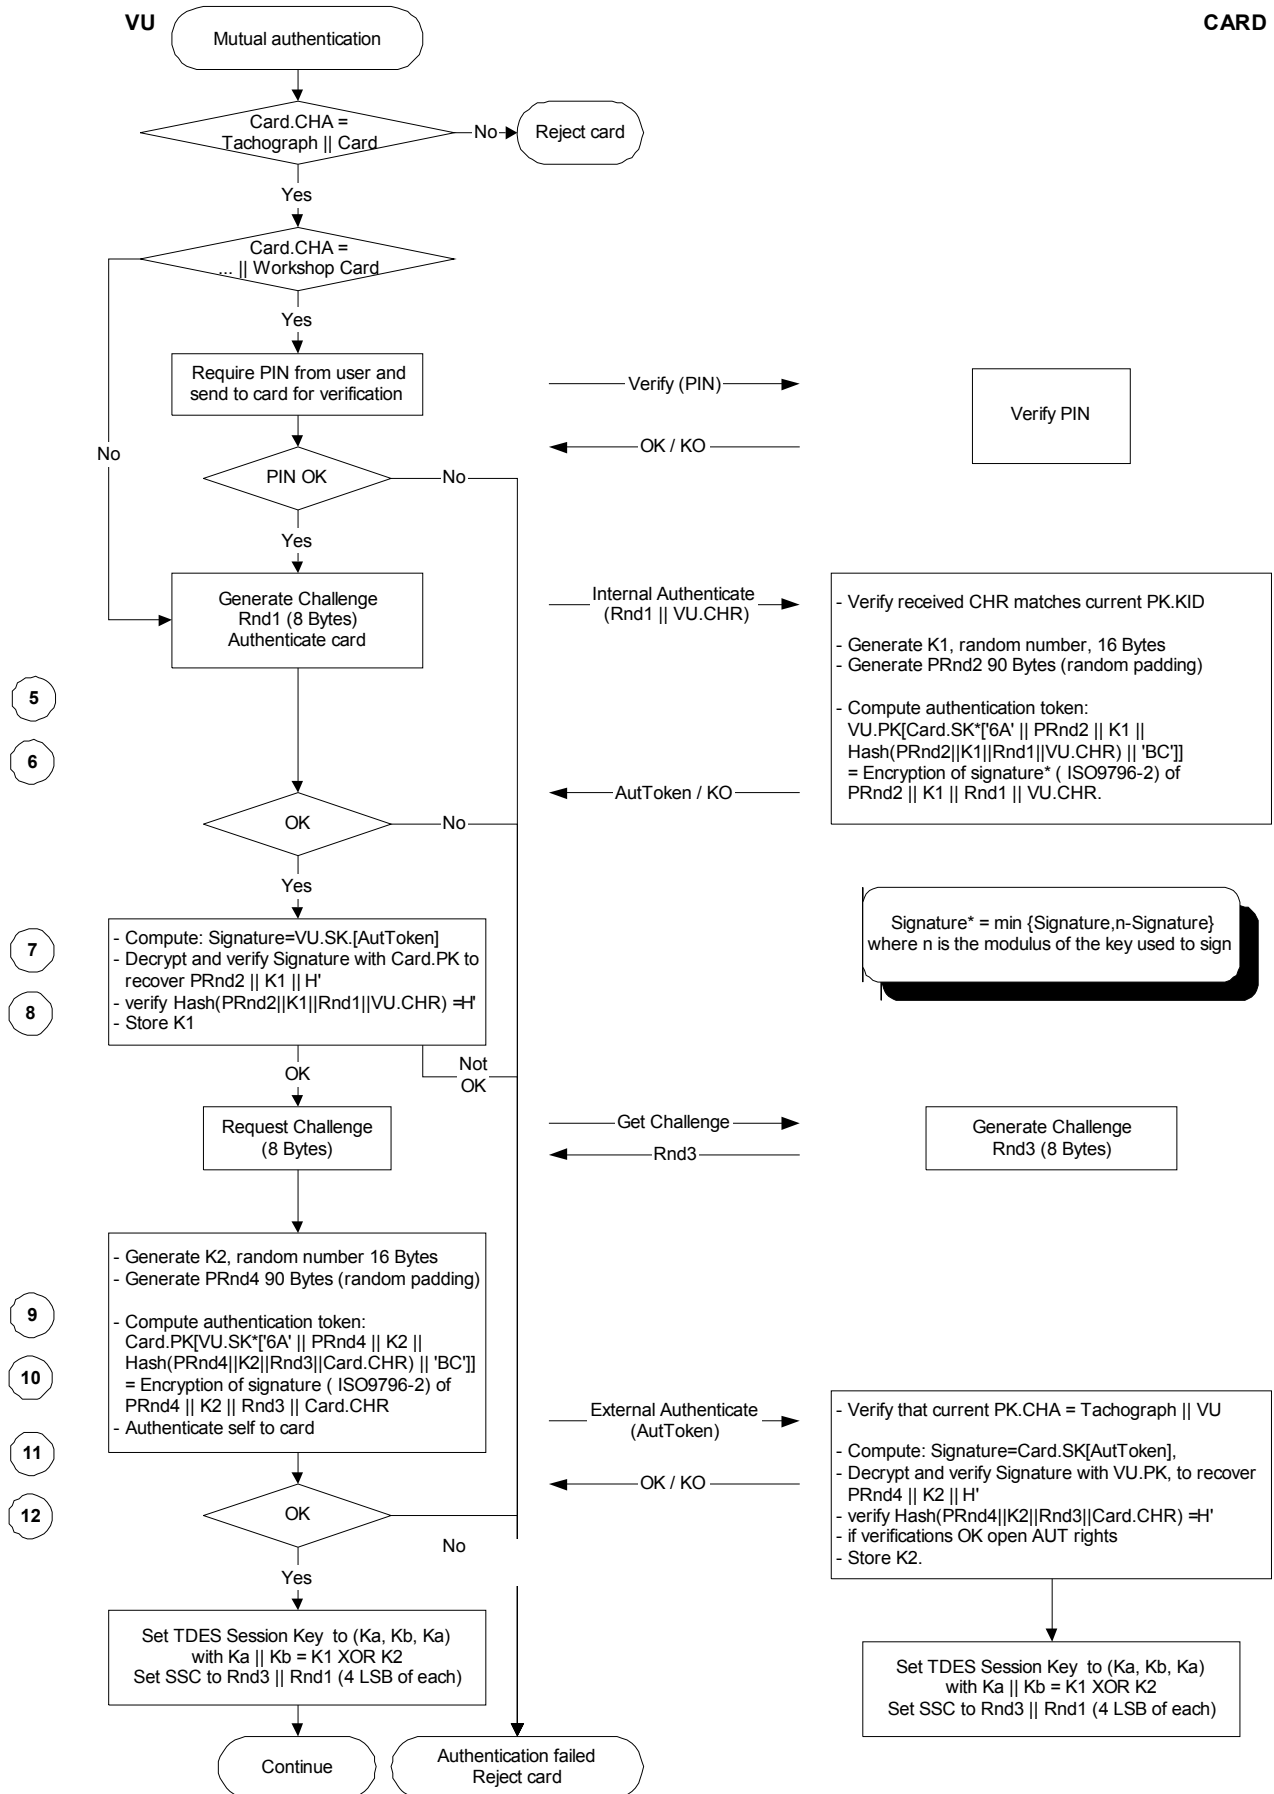 VU
CARD
Mutual authentication
Card.CHA =
Tachograph || Card
No
Reject card
Yes
Card.CHA =
... || Workshop Card
Yes
Require PIN from user and
send to card for verification
Verify (PIN)
Verify PIN
OK / KO
No
PIN OK
No
Yes
Generate Challenge
Rnd1 (8 Bytes)
Authenticate card
Internal Authenticate
(Rnd1 || VU.CHR)
- Verify received CHR matches current PK.KID
- Generate K1, random number, 16 Bytes
- Generate PRnd2 90 Bytes (random padding)
- Compute authentication token:
VU.PK[Card.SK*['6A' || PRnd2 || K1 ||
Hash(PRnd2||K1||Rnd1||VU.CHR) || 'BC']]
= Encryption of signature* ( ISO9796-2) of
PRnd2 || K1 || Rnd1 || VU.CHR.
5
6
AutToken / KO
OK
No
Yes
Signature* = min {Signature,n-Signature}
where n is the modulus of the key used to sign
7
8
- Compute: Signature=VU.SK.[AutToken]
- Decrypt and verify Signature with Card.PK to
recover PRnd2 || K1 || H'
- verify Hash(PRnd2||K1||Rnd1||VU.CHR) =H'
- Store K1
OK
Not
OK
Request Challenge
(8 Bytes)
Get Challenge
Rnd3
Generate Challenge
Rnd3 (8 Bytes)
- Generate K2, random number 16 Bytes
- Generate PRnd4 90 Bytes (random padding)
- Compute authentication token:
Card.PK[VU.SK*['6A' || PRnd4 || K2 ||
Hash(PRnd4||K2||Rnd3||Card.CHR) || 'BC']]
= Encryption of signature ( ISO9796-2) of
PRnd4 || K2 || Rnd3 || Card.CHR
- Authenticate self to card
9
10
11
12
External Authenticate
(AutToken)
OK / KO
- Verify that current PK.CHA = Tachograph || VU
- Compute: Signature=Card.SK[AutToken],
- Decrypt and verify Signature with VU.PK, to recover
PRnd4 || K2 || H'
- verify Hash(PRnd4||K2||Rnd3||Card.CHR) =H'
- if verifications OK open AUT rights
- Store K2.
OK
No
Yes
Set TDES Session Key to (Ka, Kb, Ka)
with Ka || Kb = K1 XOR K2
Set SSC to Rnd3 || Rnd1 (4 LSB of each)
Set TDES Session Key to (Ka, Kb, Ka)
with Ka || Kb = K1 XOR K2
Set SSC to Rnd3 || Rnd1 (4 LSB of each)
Continue
Authentication failed
Reject card